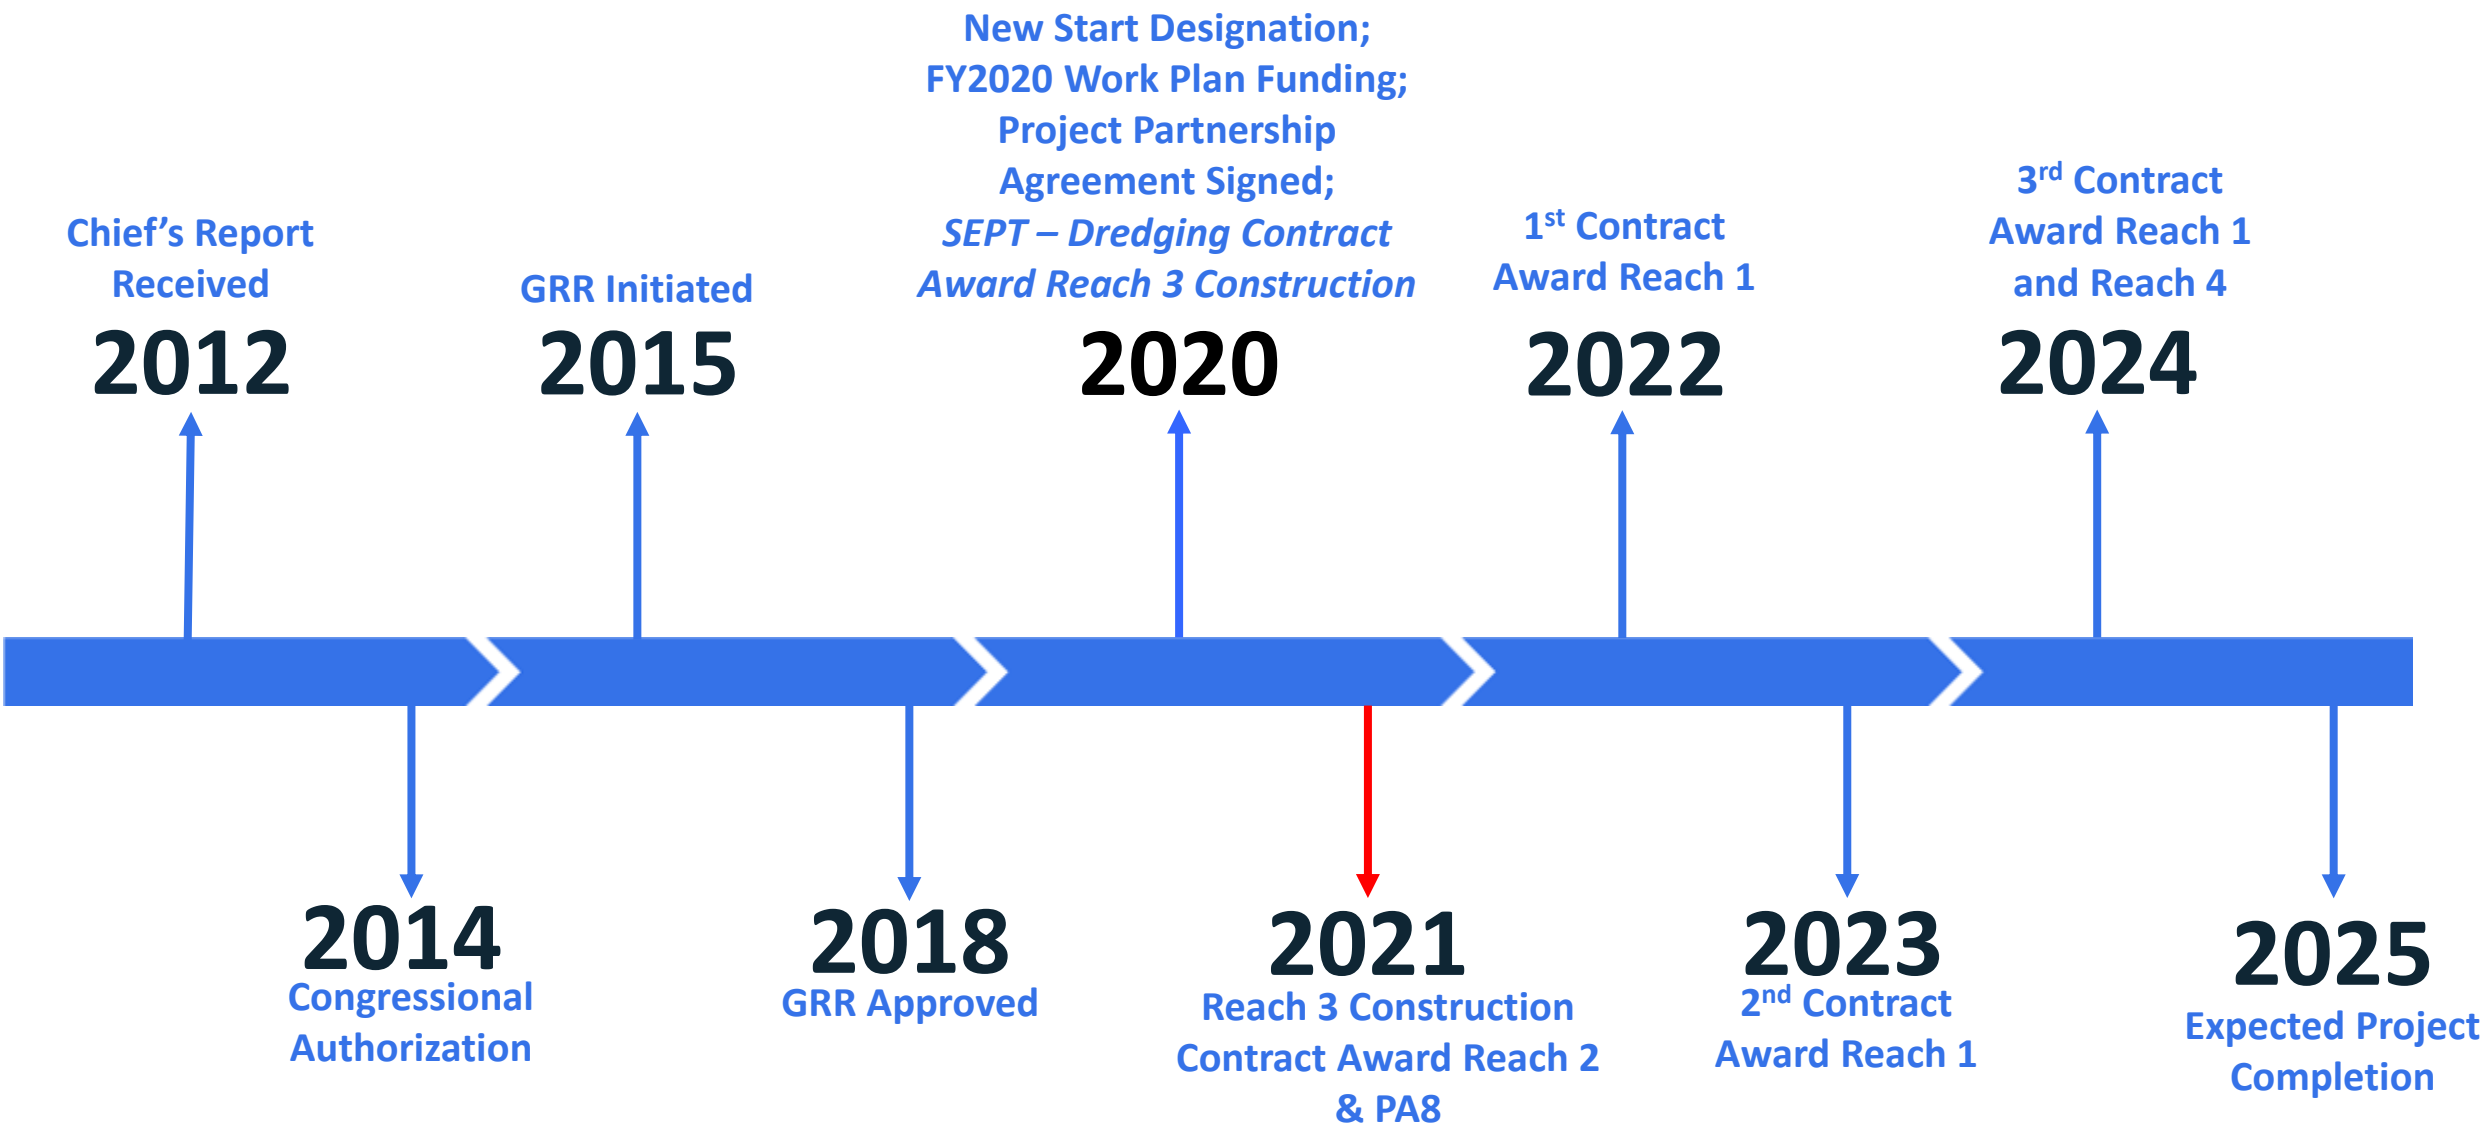 Chief’s Report
Received
2012
2014
Congressional
Authorization
GRR Initiated
2015
2018
GRR Approved
New Start Designation;
FY2020 Work Plan Funding;
Project Partnership
Agreement Signed;
SEPT – Dredging Contract
Award Reach 3 Construction
2020
2021
Reach 3 Construction
Contract Award Reach 2
& PA8
1st Contract
Award Reach 1
2022
2023
2nd Contract
Award Reach 1
3rd Contract
Award Reach 1
and Reach 4
2024
2025
Expected Project
Completion